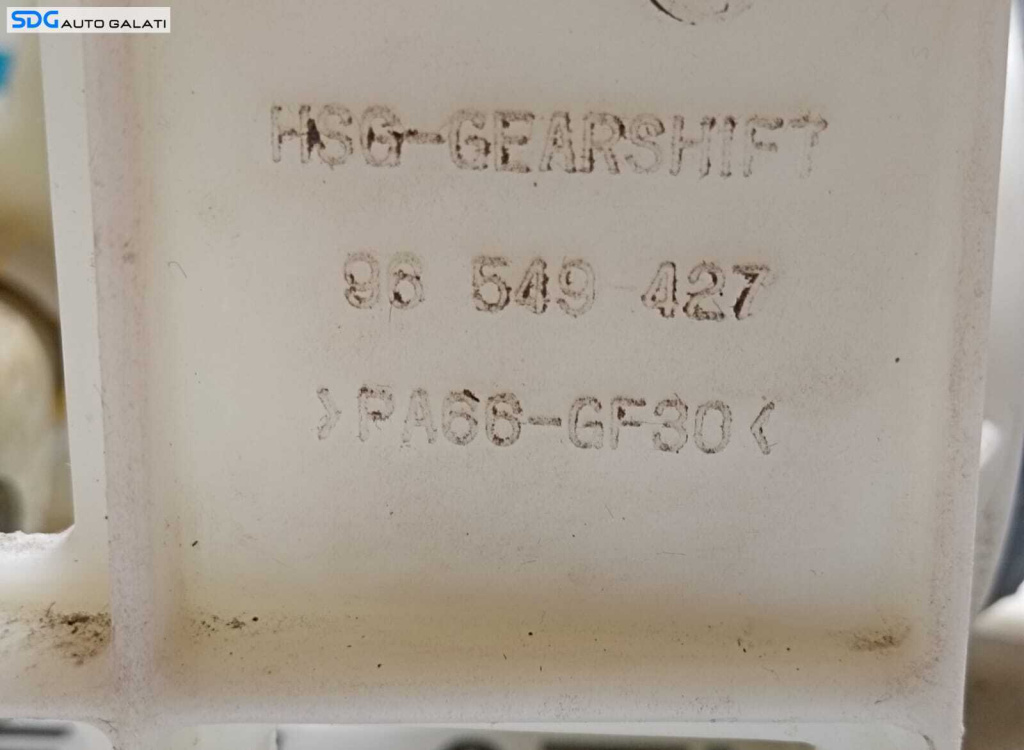 SDG AUTO GALATI
HSG-GEARSHIFT
96 549 427
>PA66-GF30<